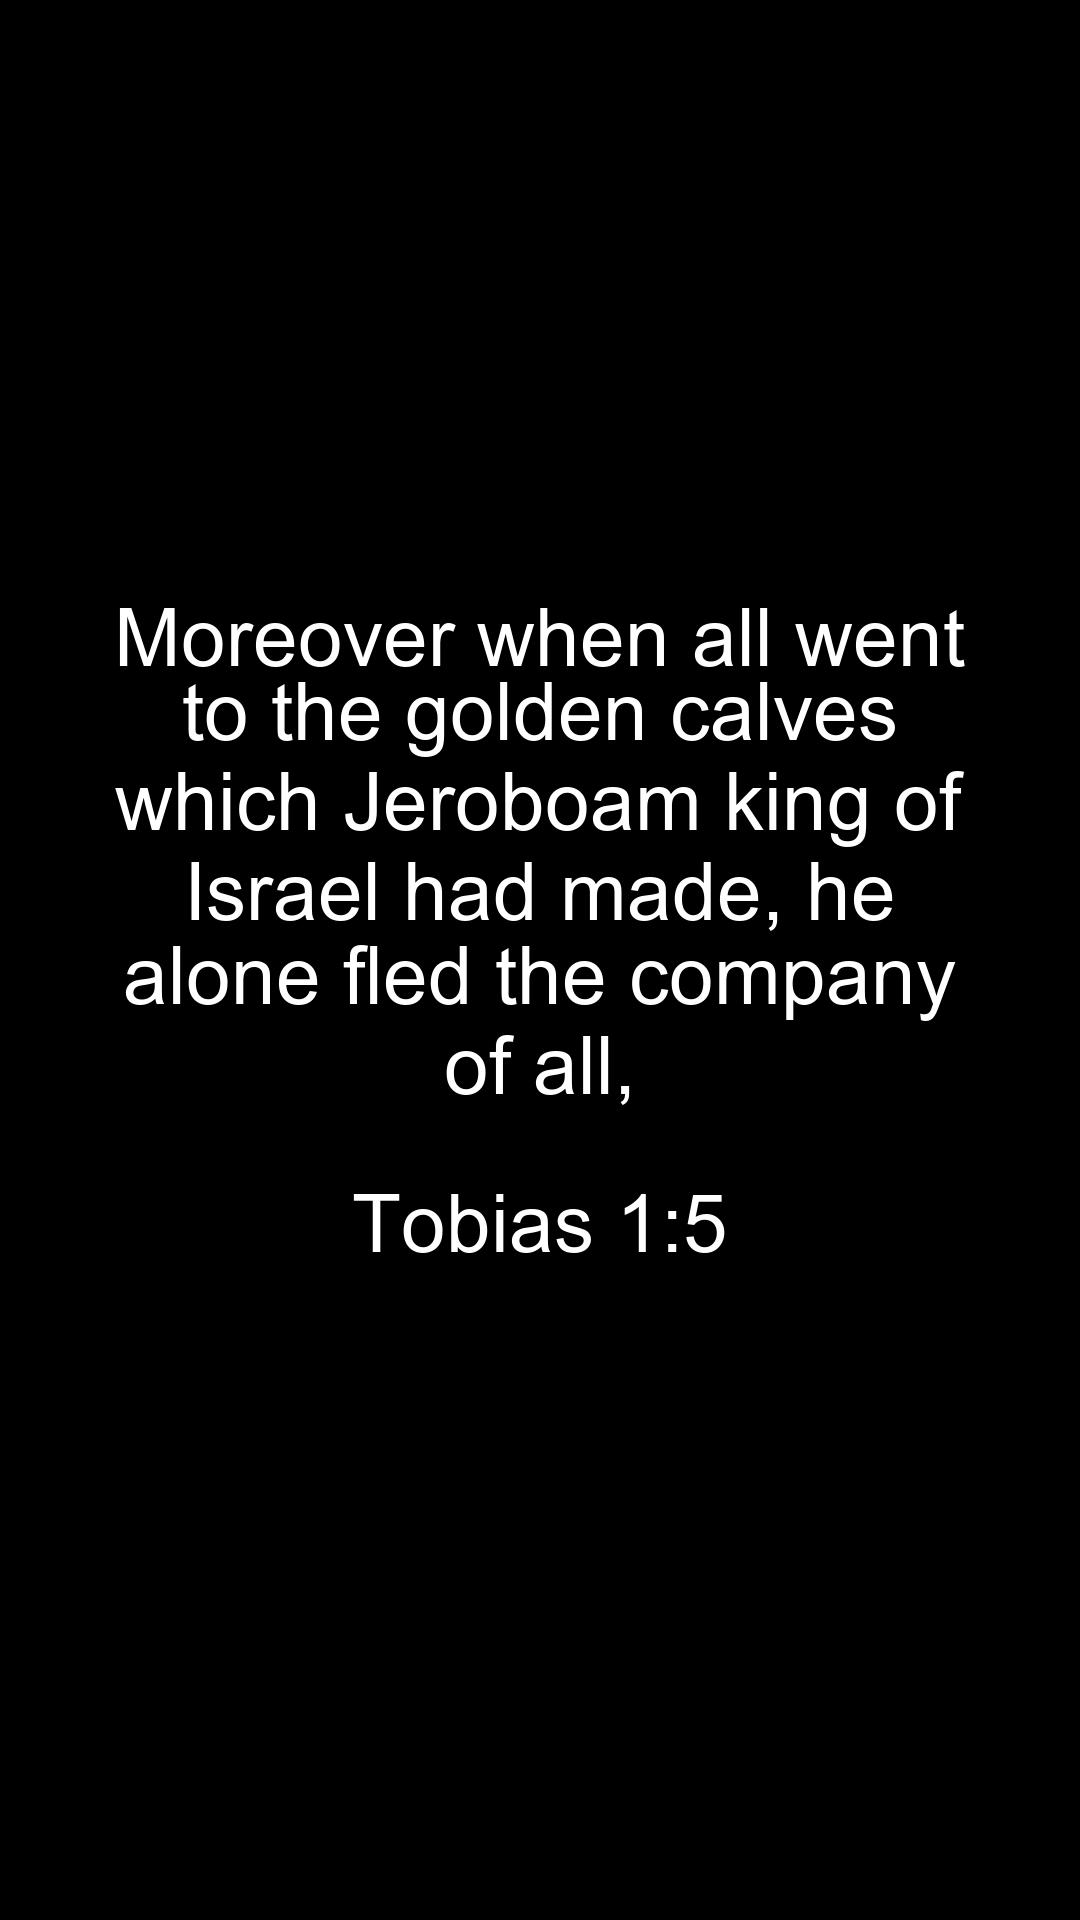 Moreover when all went
to the golden calves
which Jeroboam king of
Israel had made, he
alone fled the company
of all,
Tobias 1:5